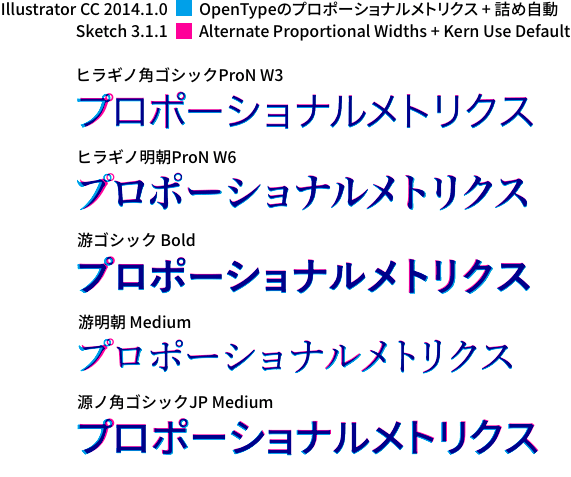 Illustrator CC 2014.1.0 OpenTypeのプロポーショナルメトリクス + 詰め自動
Sketch 3.1.1 Alternate Proportional Widths + Kern Use Default
ヒラギノ角ゴシックProN W3
プロポーショナルメトリクス
ヒラギノ明朝ProN W6
プロポーショナルメトリクス
游ゴシック Bold
プロポーショナルメトリクス
游明朝 Medium
プロポーショナルメトリクス
源ノ角ゴシックJP Medium
プロポーショナルメトリクス